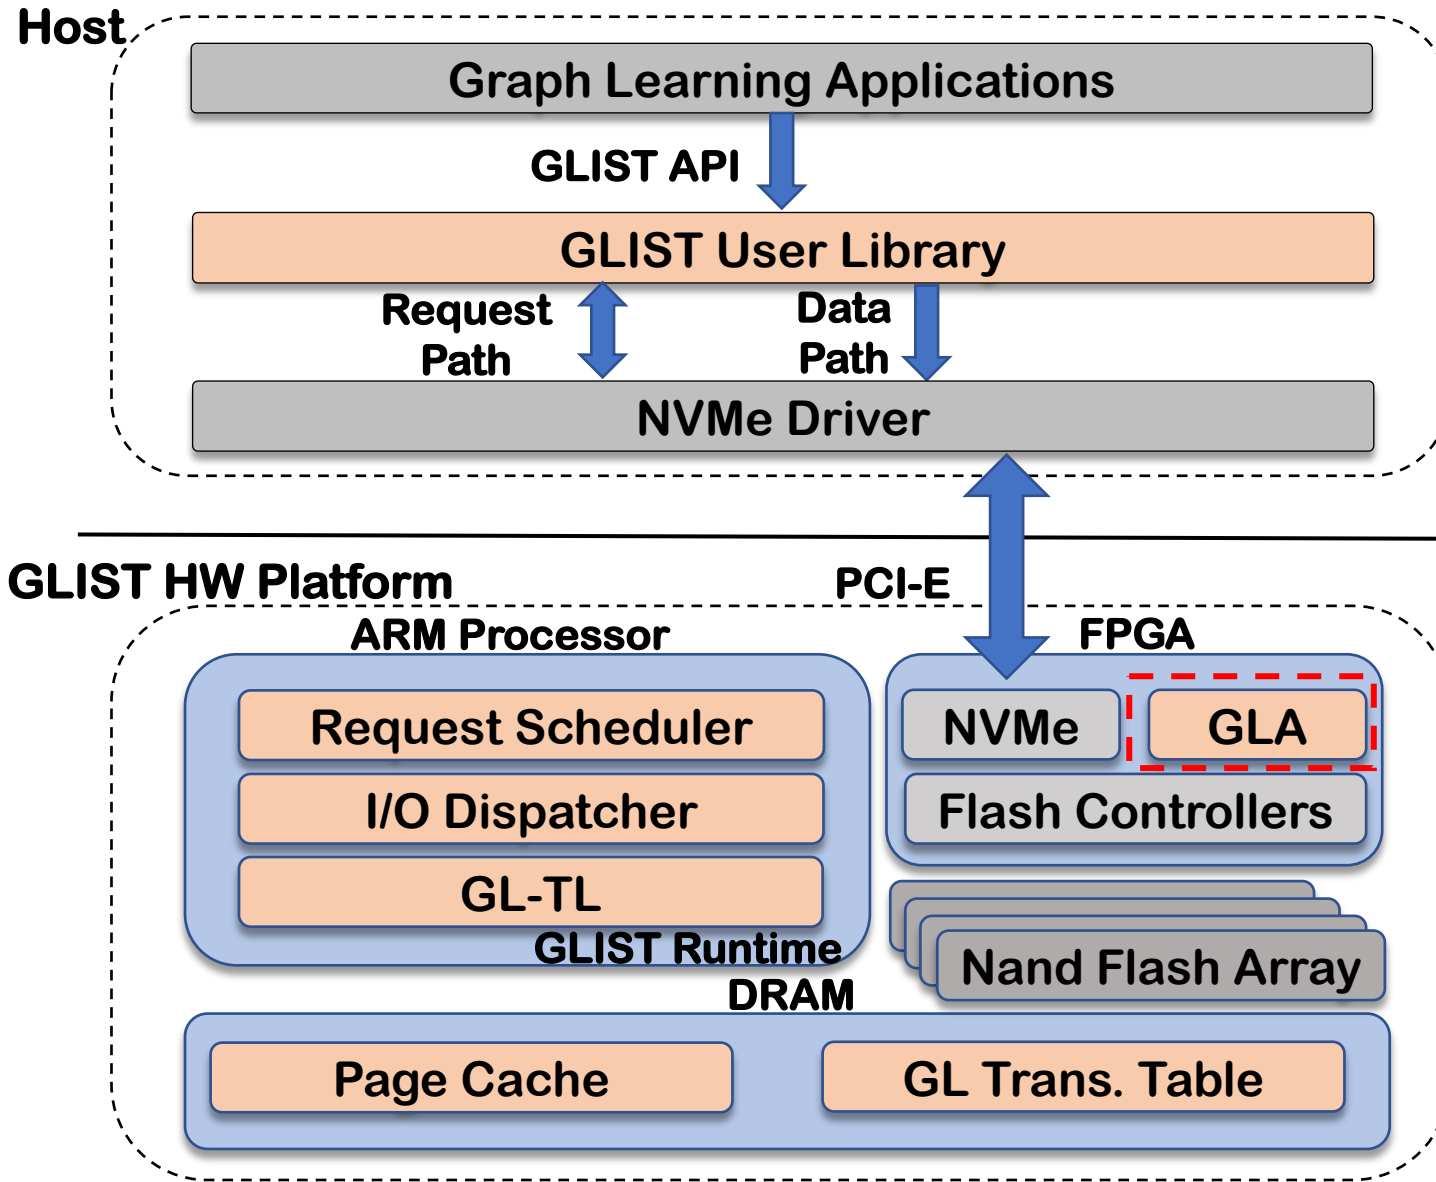 Host
Graph Learning Applications
GLIST API
GLIST User Library
Request
Path
Data
Path
NVMe Driver
GLIST HW Platform
PCI-E
ARM Processor
FPGA
Request Scheduler
I/O Dispatcher
GL-TL
GLIST Runtime
NVMe
GLA
Flash Controllers
Nand Flash Array
DRAM
Page Cache
GL Trans. Table